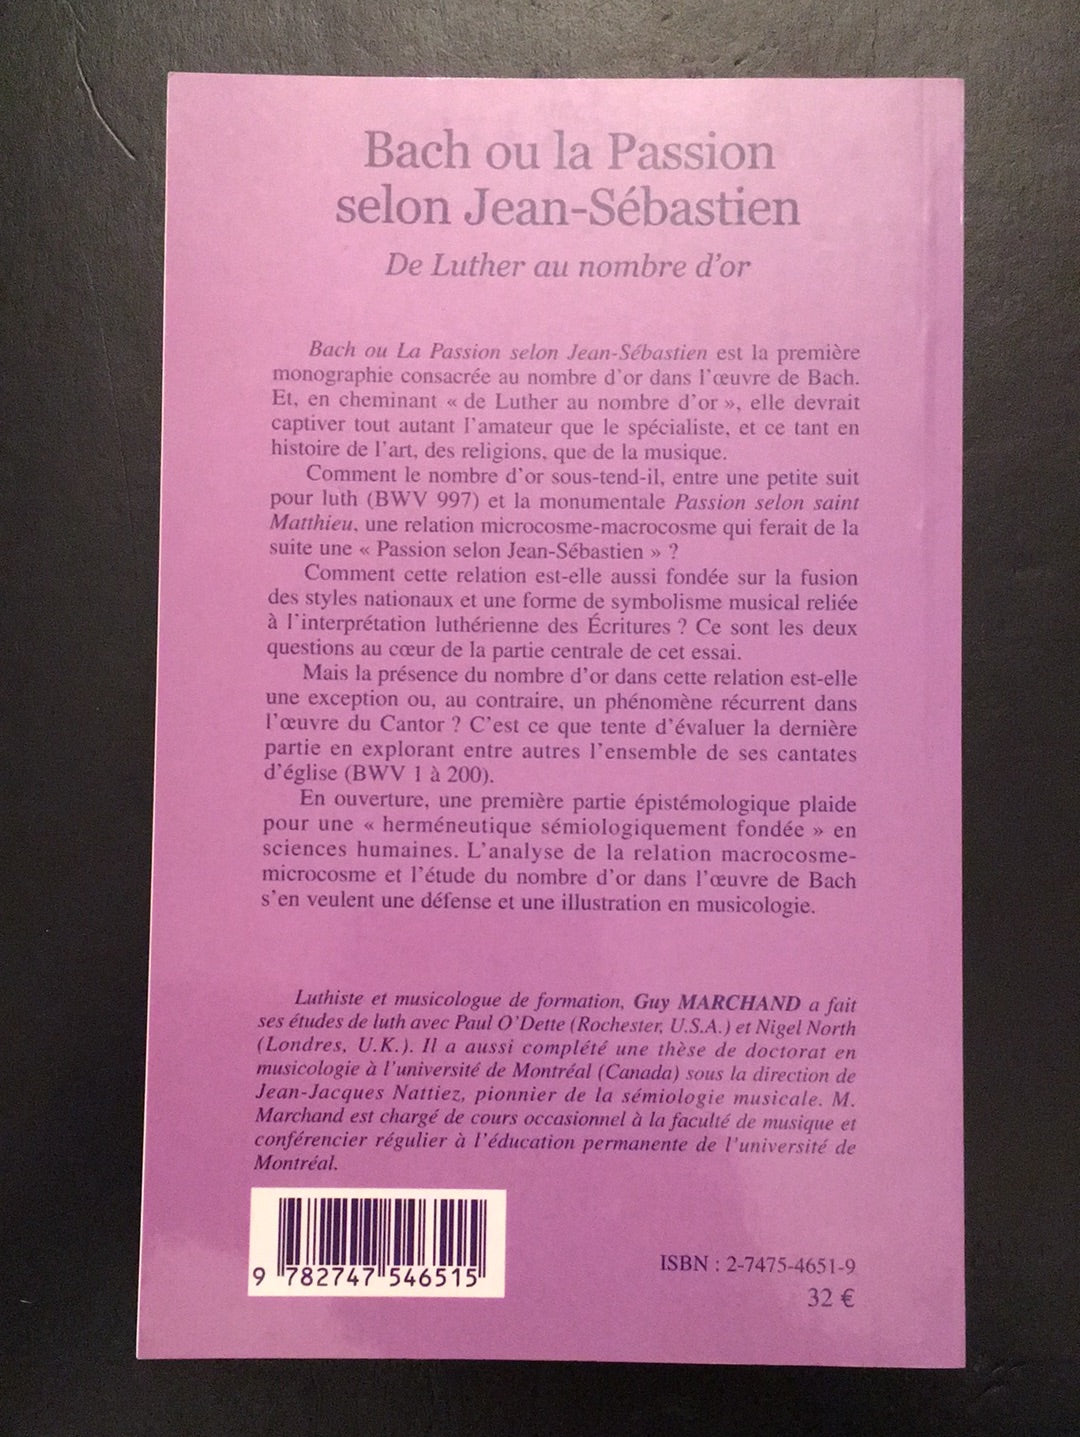 Bach ou la Passion
selon Jean-Sébastien
De Luther au nombre d'or
Bach ou La Passion selon Jean-Sébastien est la première
monographie consacrée au nombre d'or dans l'œuvre de Bach.
Et, en cheminant « de Luther au nombre d'or », elle devrait
captiver tout autant l'amateur que le spécialiste, et ce tant en
histoire de l'art, des religions, que de la musique.
Comment le nombre d'or sous-tend-il, entre une petite suit
pour luth (BWV 997) et la monumentale Passion selon saint
Matthieu, une relation microcosme-macrocosme qui ferait de la
suite une « Passion selon Jean-Sébastien » ?
Comment cette relation est-elle aussi fondée sur la fusion
des styles nationaux et une forme de symbolisme musical reliée
à l'interprétation luthérienne des Écritures ? Ce sont les deux
questions au cœur de la partie centrale de cet essai.
Mais la présence du nombre d'or dans cette relation est-elle
une exception ou, au contraire, un phénomène récurrent dans
l'œuvre du Cantor ? C'est ce que tente d'évaluer la dernière
partie en explorant entre autres l'ensemble de ses cantates
d'église (BWV 1 à 200).
En ouverture, une première partie épistémologique plaide
pour une « herméneutique sémiologiquement fondée » en
sciences humaines. L'analyse de la relation macrocosme-
microcosme et l'étude du nombre d'or dans l'œuvre de Bach
s'en veulent une défense et une illustration en musicologie.
Luthiste et musicologue de formation, Guy MARCHAND a fait
ses études de luth avec Paul O'Dette (Rochester, U.S.A.) et Nigel North
(Londres, U.K.). Il a aussi complété une thèse de doctorat en
musicologie à l'université de Montréal (Canada) sous la direction de
Jean-Jacques Nattiez, pionnier de la sémiologie musicale. M.
Marchand est chargé de cours occasionnel à la faculté de musique et
conférencier régulier à l'éducation permanente de l'université de
Montréal.
9 782747 546515
ISBN : 2-7475-4651-9
32 €